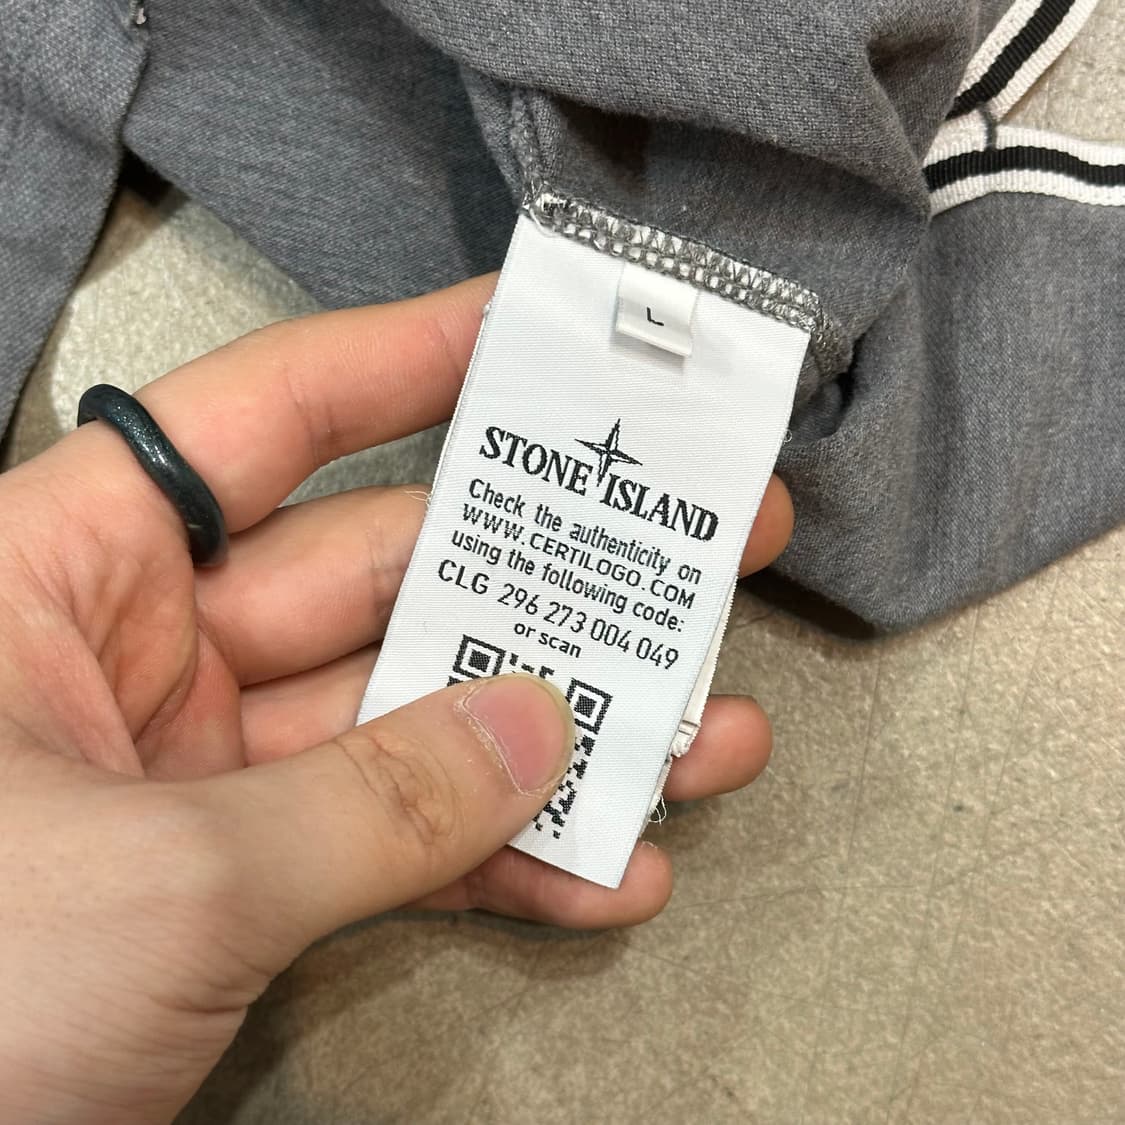 L
STONE ISLAND
Check the authenticity on
WWW.CERTILOGO.COM
using the following code:
CLG 296 273 004 049
or scan